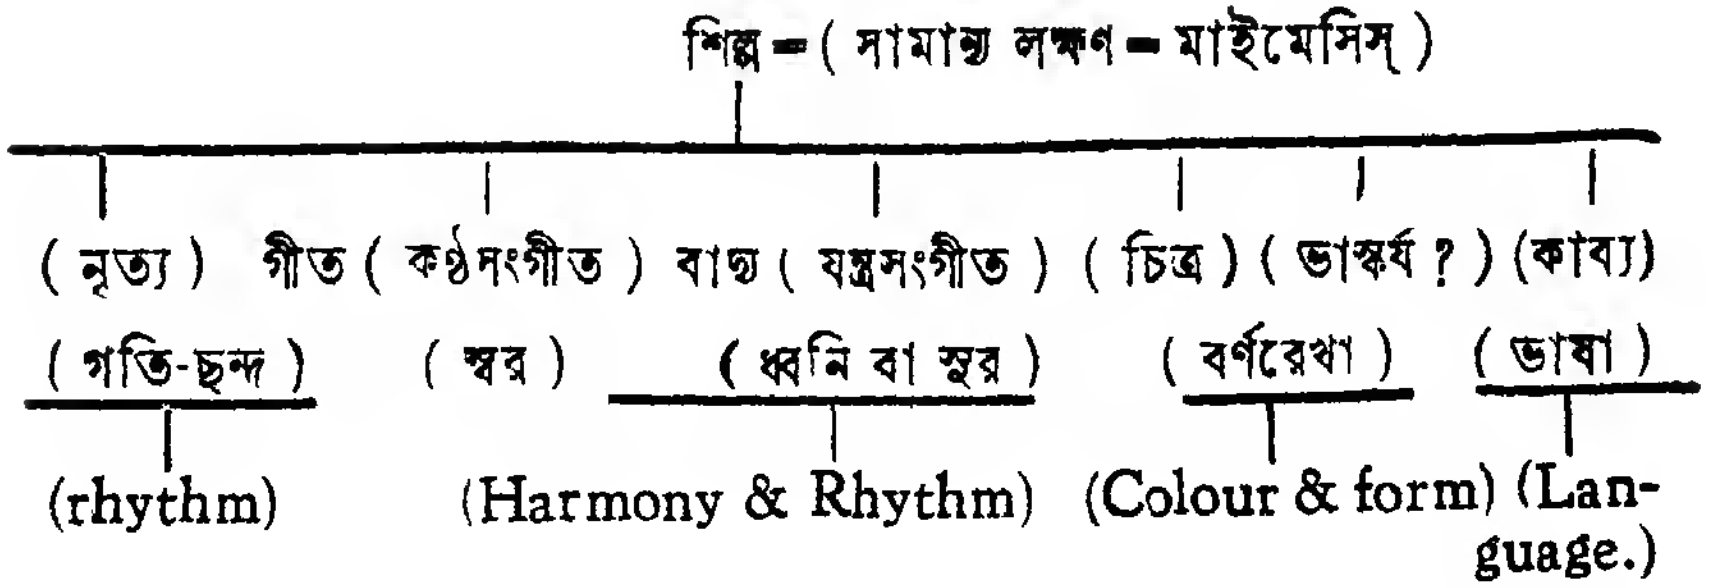 শিল্প = ( সামান্য লক্ষণ = মাইমেসিস্ )
( নৃত্য ) গীত ( কণ্ঠসংগীত ) বাদ্য ( যন্ত্রসংগীত ) ( চিত্র ) ( ভাস্কর্য ? ) (কাব্য)
( গতি-ছন্দ ) ( স্বর ) ( ধ্বনি বা সুর ) ( বর্ণরেখা ) ( ভাষা )
(rhythm) (Harmony & Rhythm) (Colour & form) (Lan-
guage.)